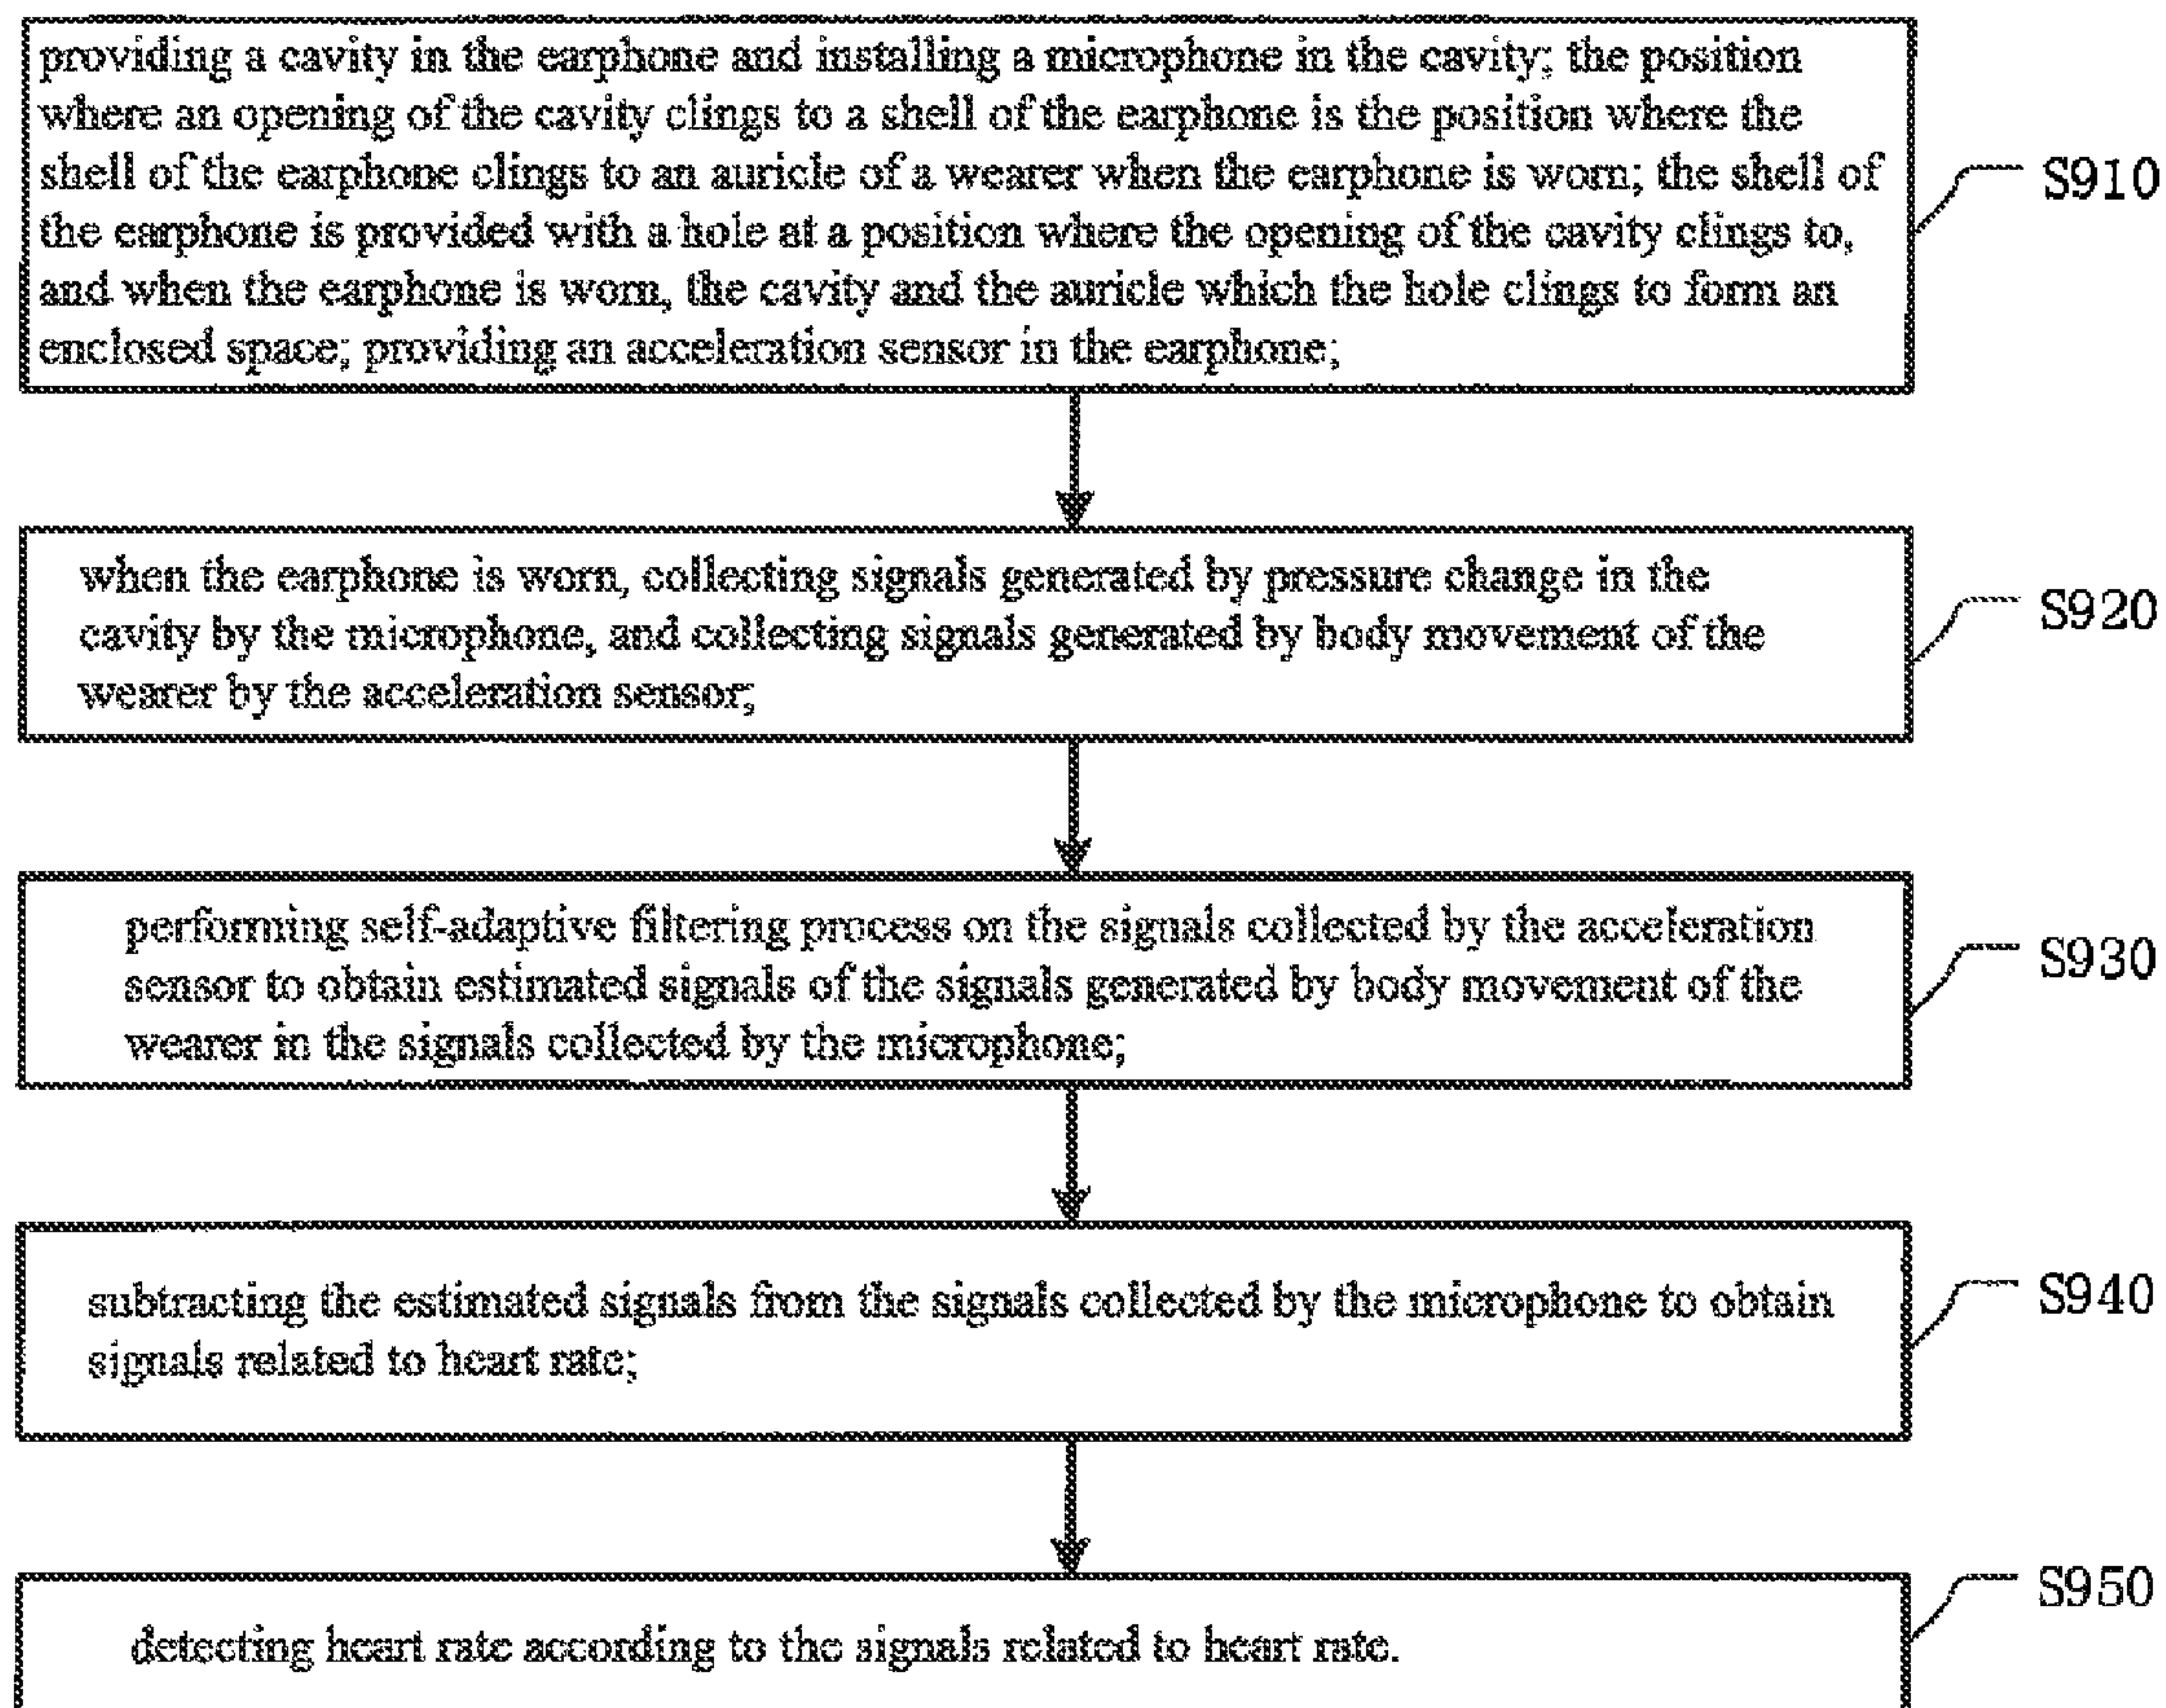 providing a cavity in the earphone and installing a microphone in the cavity; the position
where an opening of the cavity clings to a shell of the earphone is the position where the
shell of the earphone clings to an auricle of a wearer when the earphone is worn; the shell of
the earphone is provided with a hole at a position where the opening of the cavity clings to,
and when the earphone is worn, the cavity and the auricle which the hole clings to form an
enclosed space; providing an acceleration sensor in the earphone;
S910
when the earphone is worn, collecting signals generated by pressure change in the
cavity by the microphone, and collecting signals generated by body movement of the
wearer by the acceleration sensor;
S920
performing self-adaptive filtering process on the signals collected by the acceleration
sensor to obtain estimated signals of the signals generated by body movement of the
wearer in the signals collected by the microphone;
S930
subtracting the estimated signals from the signals collected by the microphone to obtain
signals related to heart rate;
S940
detecting heart rate according to the signals related to heart rate.
S950